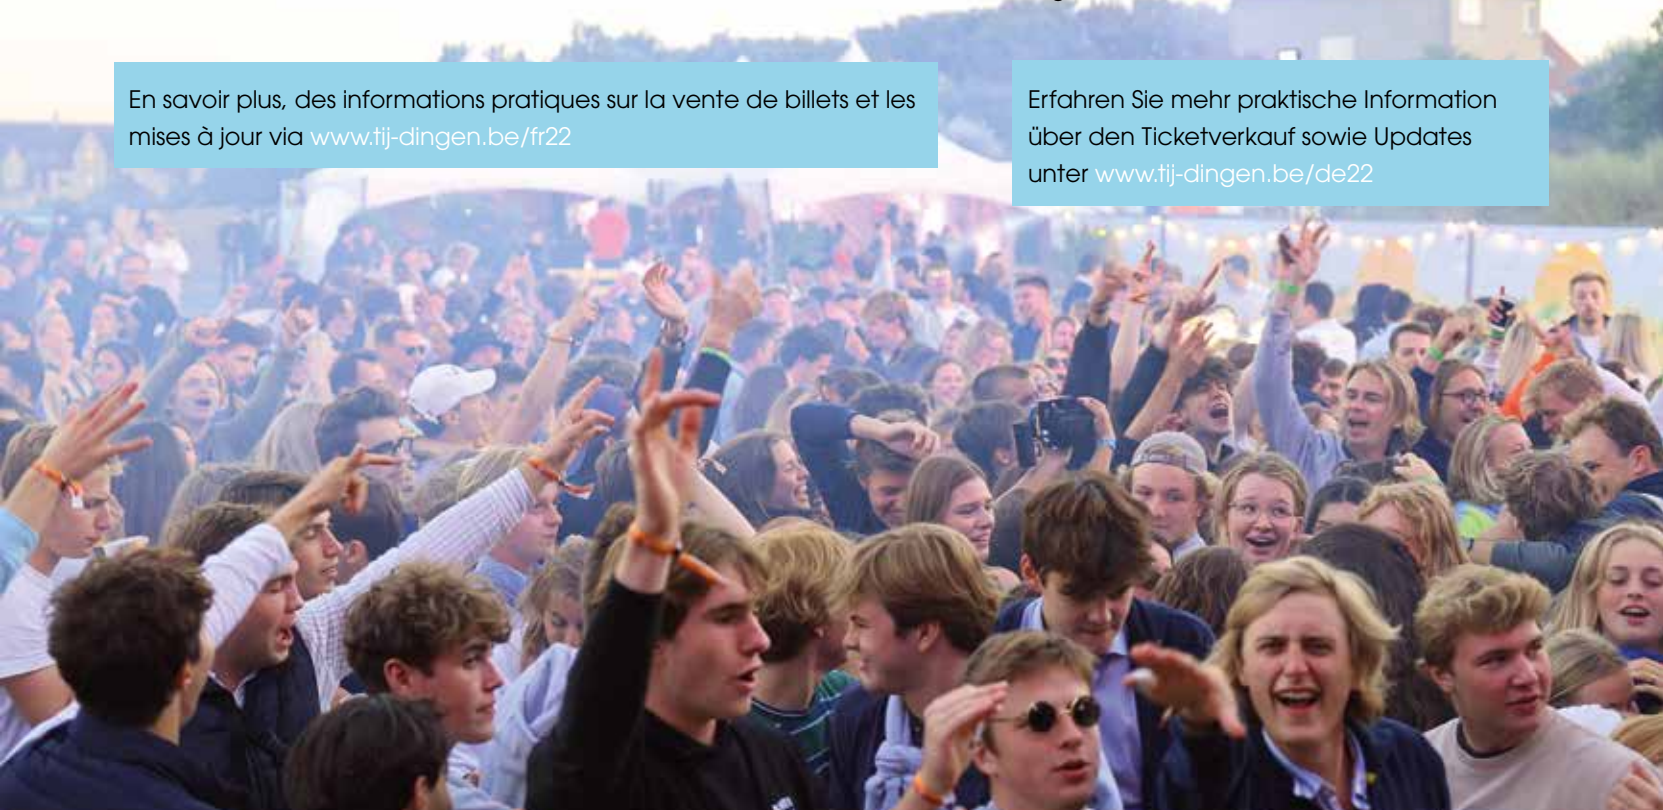 En savoir plus, des informations pratiques sur la vente de billets et les
mises à jour via www.tij-dingen.be/fr22
Erfahren Sie mehr praktische Information
über den Ticketverkauf sowie Updates
unter www.tij-dingen.be/de22